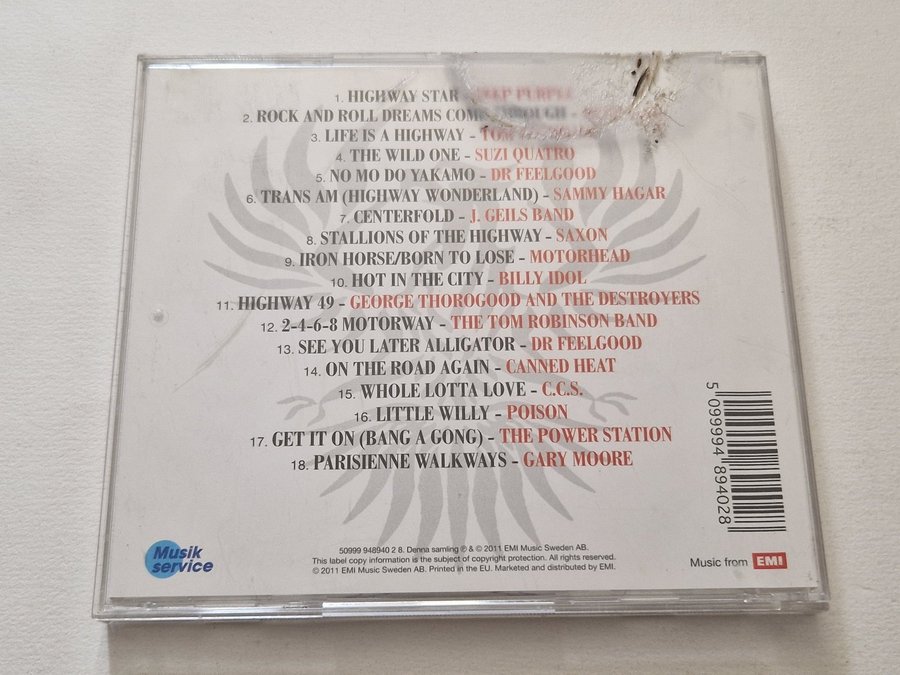 1. HIGHWAY STAR - DEEP PURPLE
2. ROCK AND ROLL DREAMS COME THROUGH -
3. LIFE IS A HIGHWAY - TOM
4. THE WILD ONE - SUZI QUATRO
5. NO MO DO YAKAMO - DR FEELGOOD
6. TRANS AM (HIGHWAY WONDERLAND) - SAMMY HAGAR
7. CENTERFOLD - J. GEILS BAND
8. STALLIONS OF THE HIGHWAY - SAXON
9. IRON HORSE/BORN TO LOSE - MOTORHEAD
10. HOT IN THE CITY - BILLY IDOL
11. HIGHWAY 49 - GEORGE THOROGOOD AND THE DESTROYERS
12. 2-4-6-8 MOTORWAY - THE TOM ROBINSON BAND
13. SEE YOU LATER ALLIGATOR - DR FEELGOOD
14. ON THE ROAD AGAIN - CANNED HEAT
15. WHOLE LOTTA LOVE - C.C.S.
16. LITTLE WILLY - POISON
17. GET IT ON (BANG A GONG) - THE POWER STATION
18. PARISIENNE WALKWAYS - GARY MOORE
5 099994 894028
Musik
service
50999 948940 2 8. Denna samling ℗ & © 2011 EMI Music Sweden AB.
This label copy information is the subject of copyright protection. All rights reserved.
© 2011 EMI Music Sweden AB. Printed in the EU. Marketed and distributed by EMI.
Music from EMI